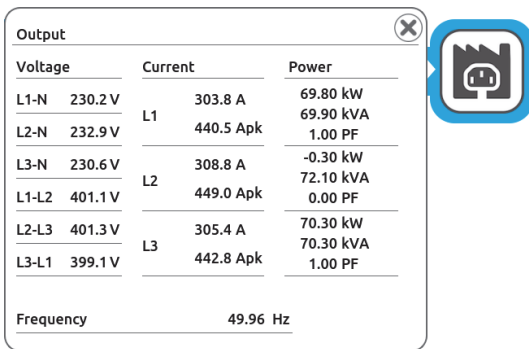 Output
Voltage Current Power
L1-N 230.2 V
L2-N 232.9 V
L3-N 230.6 V
L1-L2 401.1 V
L2-L3 401.3 V
L3-L1 399.1 V
L1 303.8 A
440.5 Apk
L2 308.8 A
449.0 Apk
L3 305.4 A
442.8 Apk
69.80 kW
69.90 kVA
1.00 PF
-0.30 kW
72.10 kVA
0.00 PF
70.30 kW
70.30 kVA
1.00 PF
Frequency 49.96 Hz